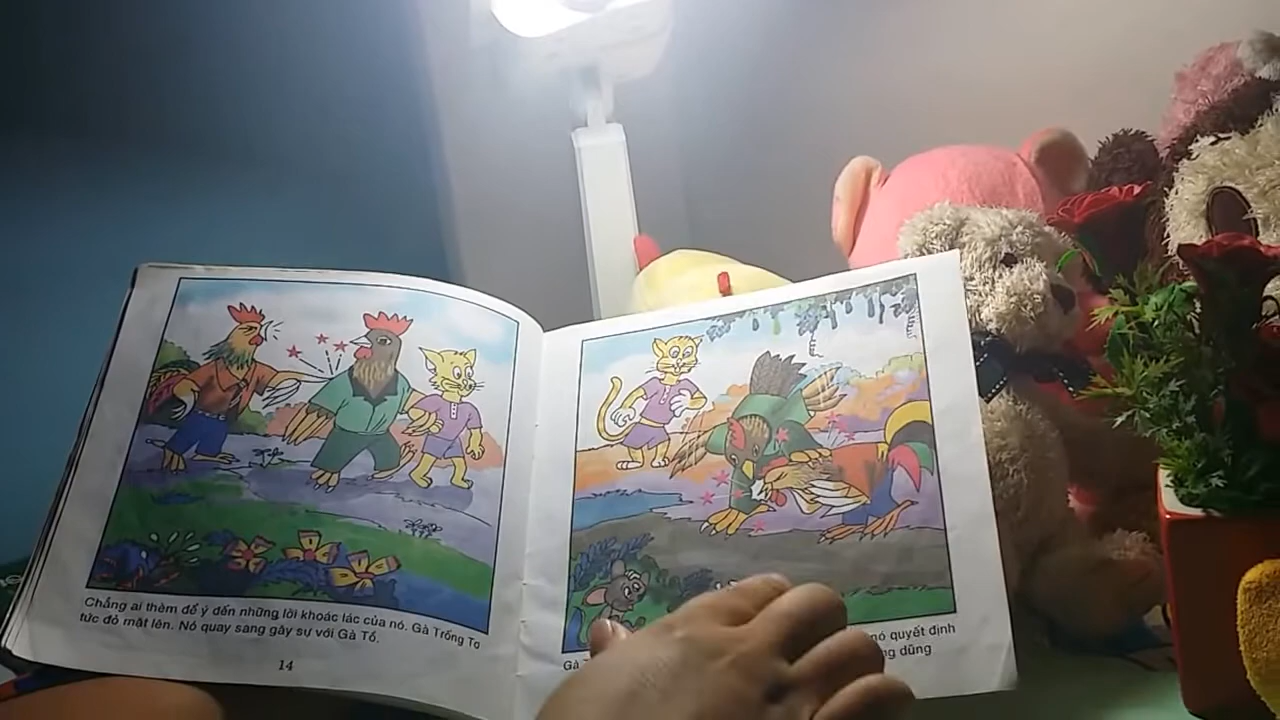 Chẳng ai thèm để ý đến những lời khoác lác của nó. Gà Trống Tọ
tức đỏ mặt lên. Nó quay sang gây sự với Gà Tồ.
14
Gà
nó quyết định
dũng